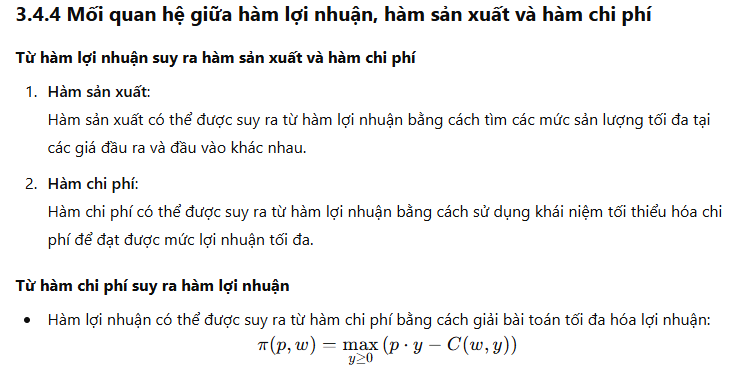 3.4.4 Mối quan hệ giữa hàm lợi nhuận, hàm sản xuất và hàm chi phí
Từ hàm lợi nhuận suy ra hàm sản xuất và hàm chi phí
1. Hàm sản xuất:
Hàm sản xuất có thể được suy ra từ hàm lợi nhuận bằng cách tìm các mức sản lượng tối đa tại
các giá đầu ra và đầu vào khác nhau.
2. Hàm chi phí:
Hàm chi phí có thể được suy ra từ hàm lợi nhuận bằng cách sử dụng khái niệm tối thiểu hóa chi
phí để đạt được mức lợi nhuận tối đa.
Từ hàm chi phí suy ra hàm lợi nhuận
• Hàm lợi nhuận có thể được suy ra từ hàm chi phí bằng cách giải bài toán tối đa hóa lợi nhuận:
π(p, w) = max_{y≥0} (p · y − C(w, y))